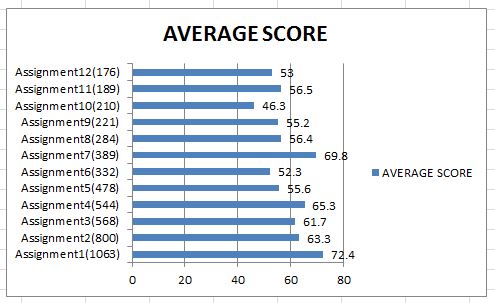 AVERAGE SCORE
Assignment12(176) 53
Assignment11(189) 56.5
Assignment10(210) 46.3
Assignment9(221) 55.2
Assignment8(284) 56.4
Assignment7(389) 69.8
Assignment6(332) 52.3
Assignment5(478) 55.6
Assignment4(544) 65.3
Assignment3(568) 61.7
Assignment2(800) 63.3
Assignment1(1063) 72.4
0 20 40 60 80
AVERAGE SCORE